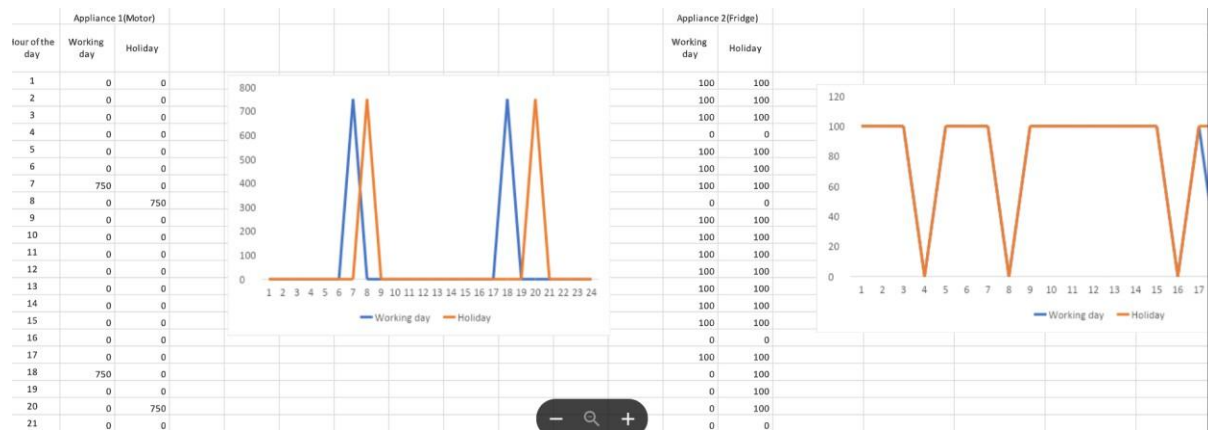 Appliance 1(Motor) Appliance 2(Fridge)
lour of the day Working day Holiday Working day Holiday
1 0 0 100 100
2 0 0 100 100
3 0 0 100 100
4 0 0 0 0
5 0 0 100 100
6 0 0 100 100
7 750 0 100 100
8 0 750 0 0
9 0 0 100 100
10 0 0 100 100
11 0 0 100 100
12 0 0 100 100
13 0 0 100 100
14 0 0 100 100
15 0 0 100 100
16 0 0 0 0
17 0 0 100 100
18 750 0 0 100
19 0 0 0 100
20 0 750 0 100
21 0 0 0 100
800
700
600
500
400
300
200
100
0
1 2 3 4 5 6 7 8 9 10 11 12 13 14 15 16 17 18 19 20 21 22 23 24
Working day Holiday
120
100
80
60
40
20
0
1 2 3 4 5 6 7 8 9 10 11 12 13 14 15 16 17
Working day Holiday